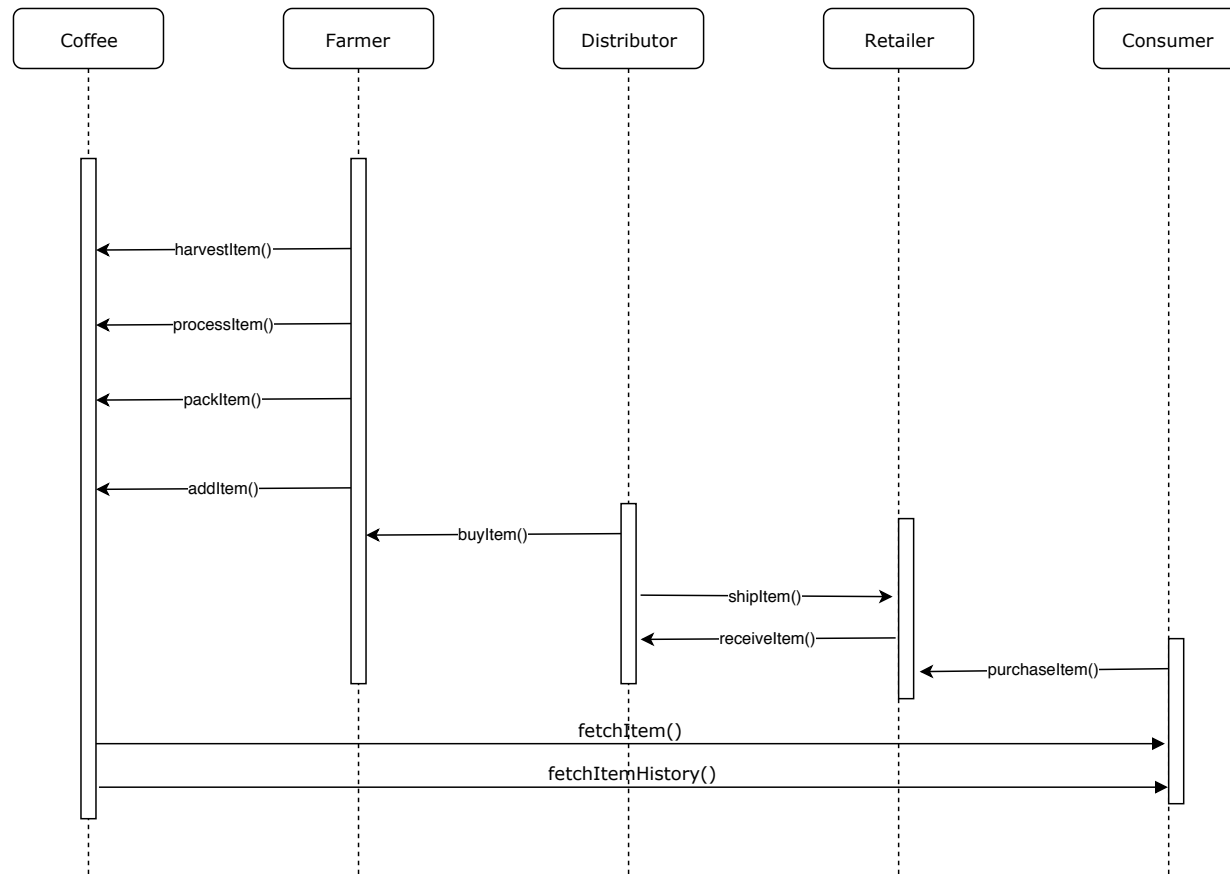 Coffee
Farmer
Distributor
Retailer
Consumer
harvestItem()
processItem()
packItem()
addItem()
buyItem()
shipItem()
receiveItem()
purchaseItem()
fetchItem()
fetchItemHistory()